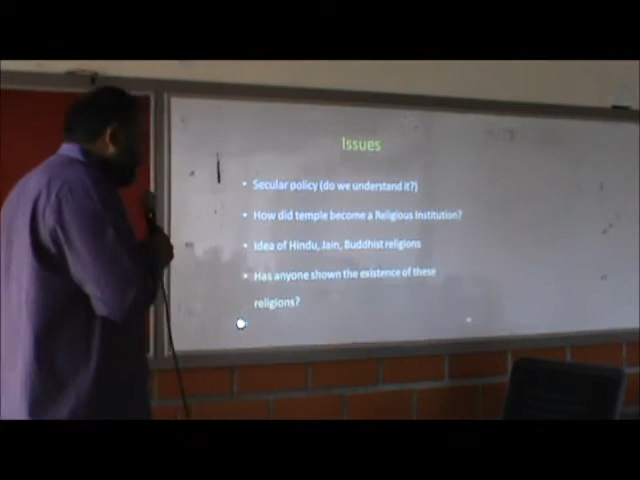 Issues
• Secular policy (do we understand it?)
• How did temple become a Religious Institution?
• Idea of Hindu, Jain, Buddhist religions
• Has anyone shown the existence of these
religions?